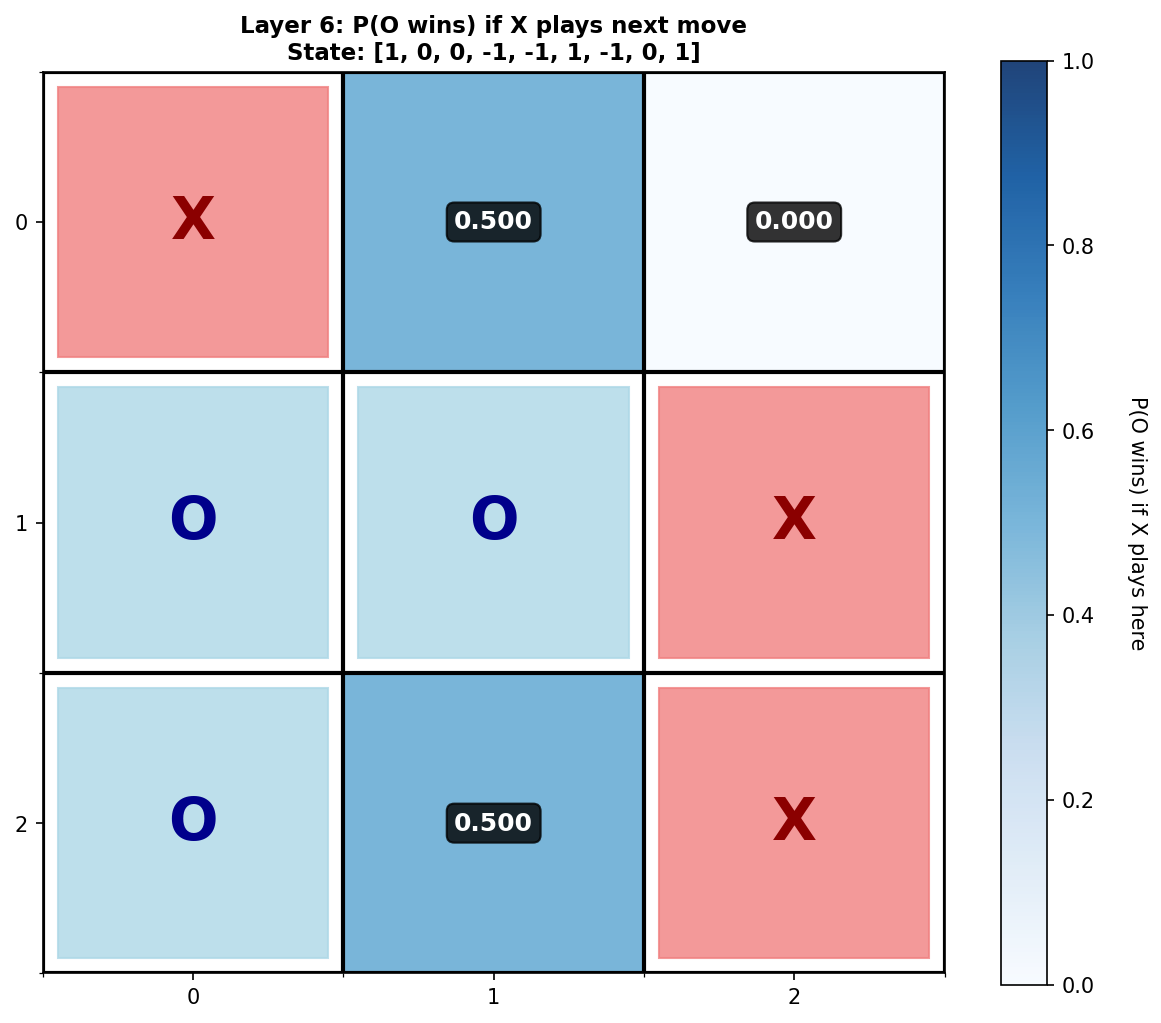 Layer 6: P(O wins) if X plays next move
State: [1, 0, 0, -1, -1, 1, -1, 0, 1]
X
0.500
0.000
O
O
X
O
0.500
X
0
1
2
0
1
2
1.0
0.8
0.6
0.4
0.2
0.0
P(O wins) if X plays here